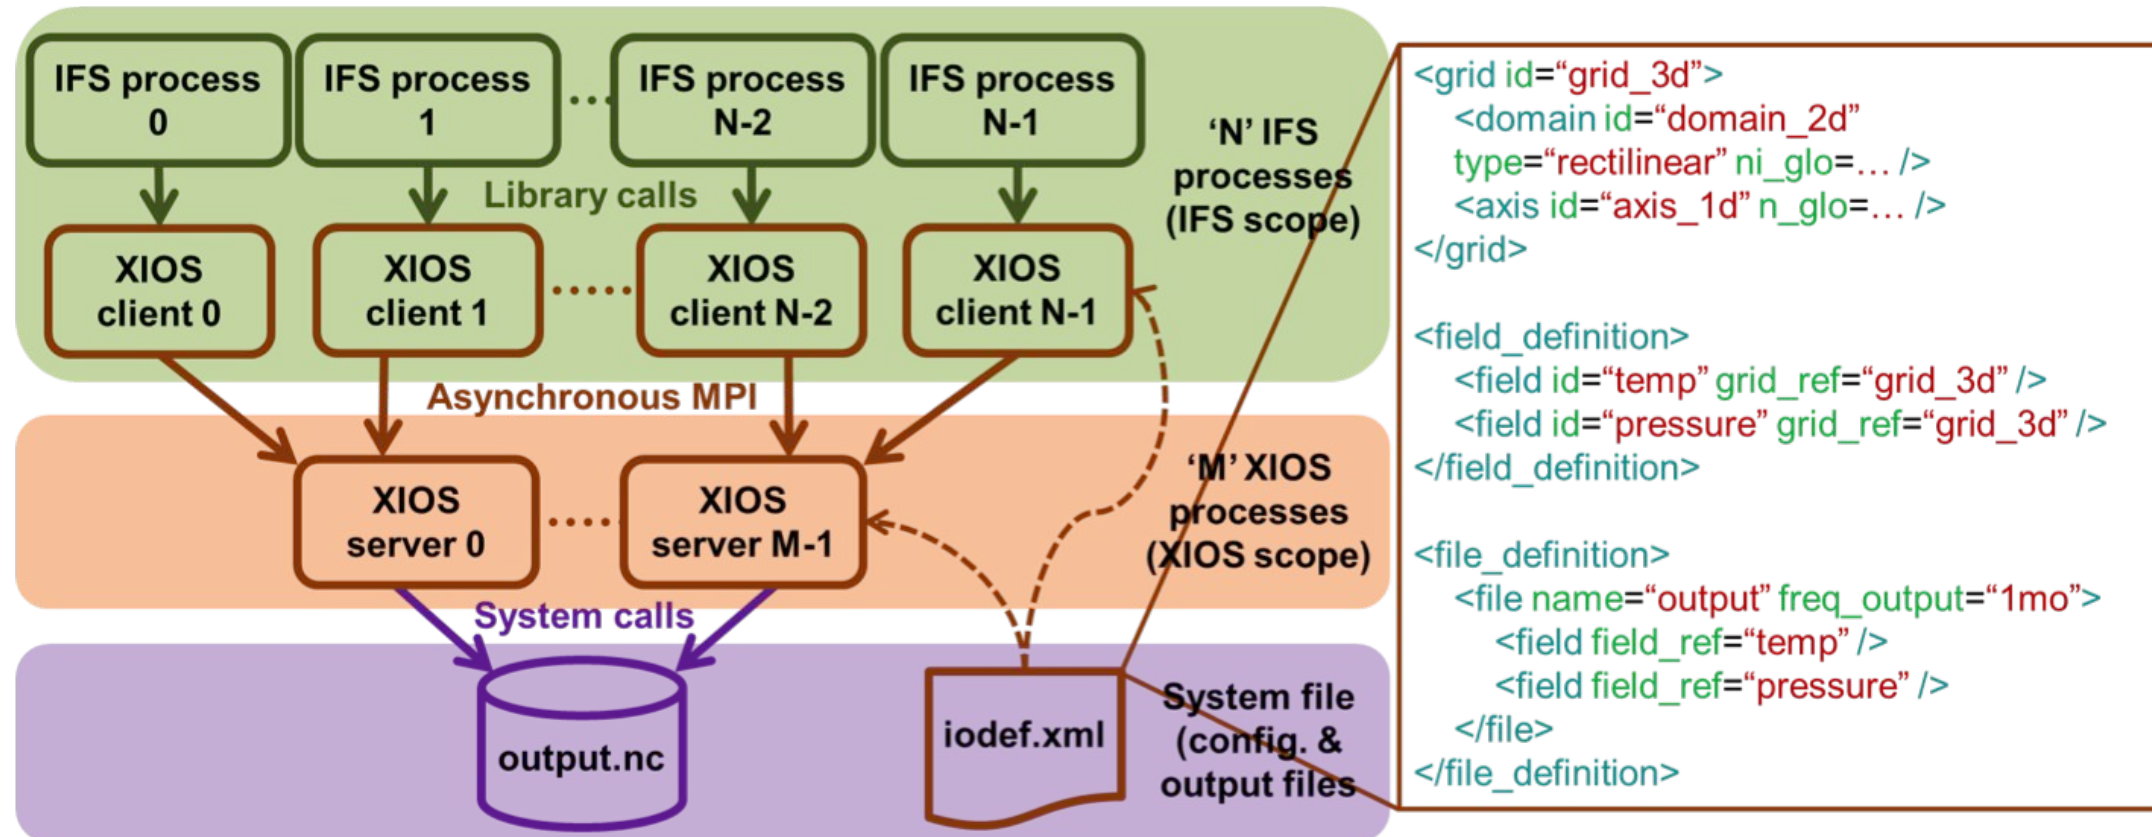 IFS process
0
IFS process
1
...
IFS process
N-2
IFS process
N-1
‘N’ IFS
processes
(IFS scope)
Library calls
XIOS
client 0
XIOS
client 1
......
XIOS
client N-2
XIOS
client N-1
Asynchronous MPI
XIOS
server 0
.....
XIOS
server M-1
‘M’ XIOS
processes
(XIOS scope)
System calls
output.nc
iodef.xml
System file
(config. &
output files
<grid id=“grid_3d”>
<domain id=“domain_2d”
type=“rectilinear” ni_glo=… />
<axis id=“axis_1d” n_glo=… />
</grid>
<field_definition>
<field id=“temp” grid_ref=“grid_3d” />
<field id=“pressure” grid_ref=“grid_3d” />
</field_definition>
<file_definition>
<file name=“output” freq_output=“1mo”>
<field field_ref=“temp” />
<field field_ref=“pressure” />
</file>
</file_definition>